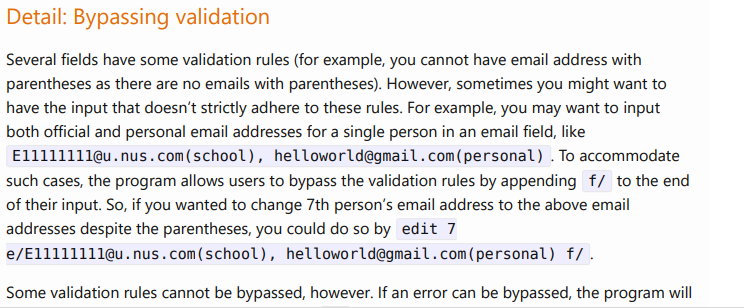 Detail: Bypassing validation
Several fields have some validation rules (for example, you cannot have email address with
parentheses as there are no emails with parentheses). However, sometimes you might want to
have the input that doesn't strictly adhere to these rules. For example, you may want to input
both official and personal email addresses for a single person in an email field, like
E11111111@u.nus.com(school), helloworld@gmail.com(personal) . To accommodate
such cases, the program allows users to bypass the validation rules by appending f/ to the end
of their input. So, if you wanted to change 7th person's email address to the above email
addresses despite the parentheses, you could do so by edit 7
e/E11111111@u.nus.com(school), helloworld@gmail.com(personal) f/ .
Some validation rules cannot be bypassed, however. If an error can be bypassed, the program will